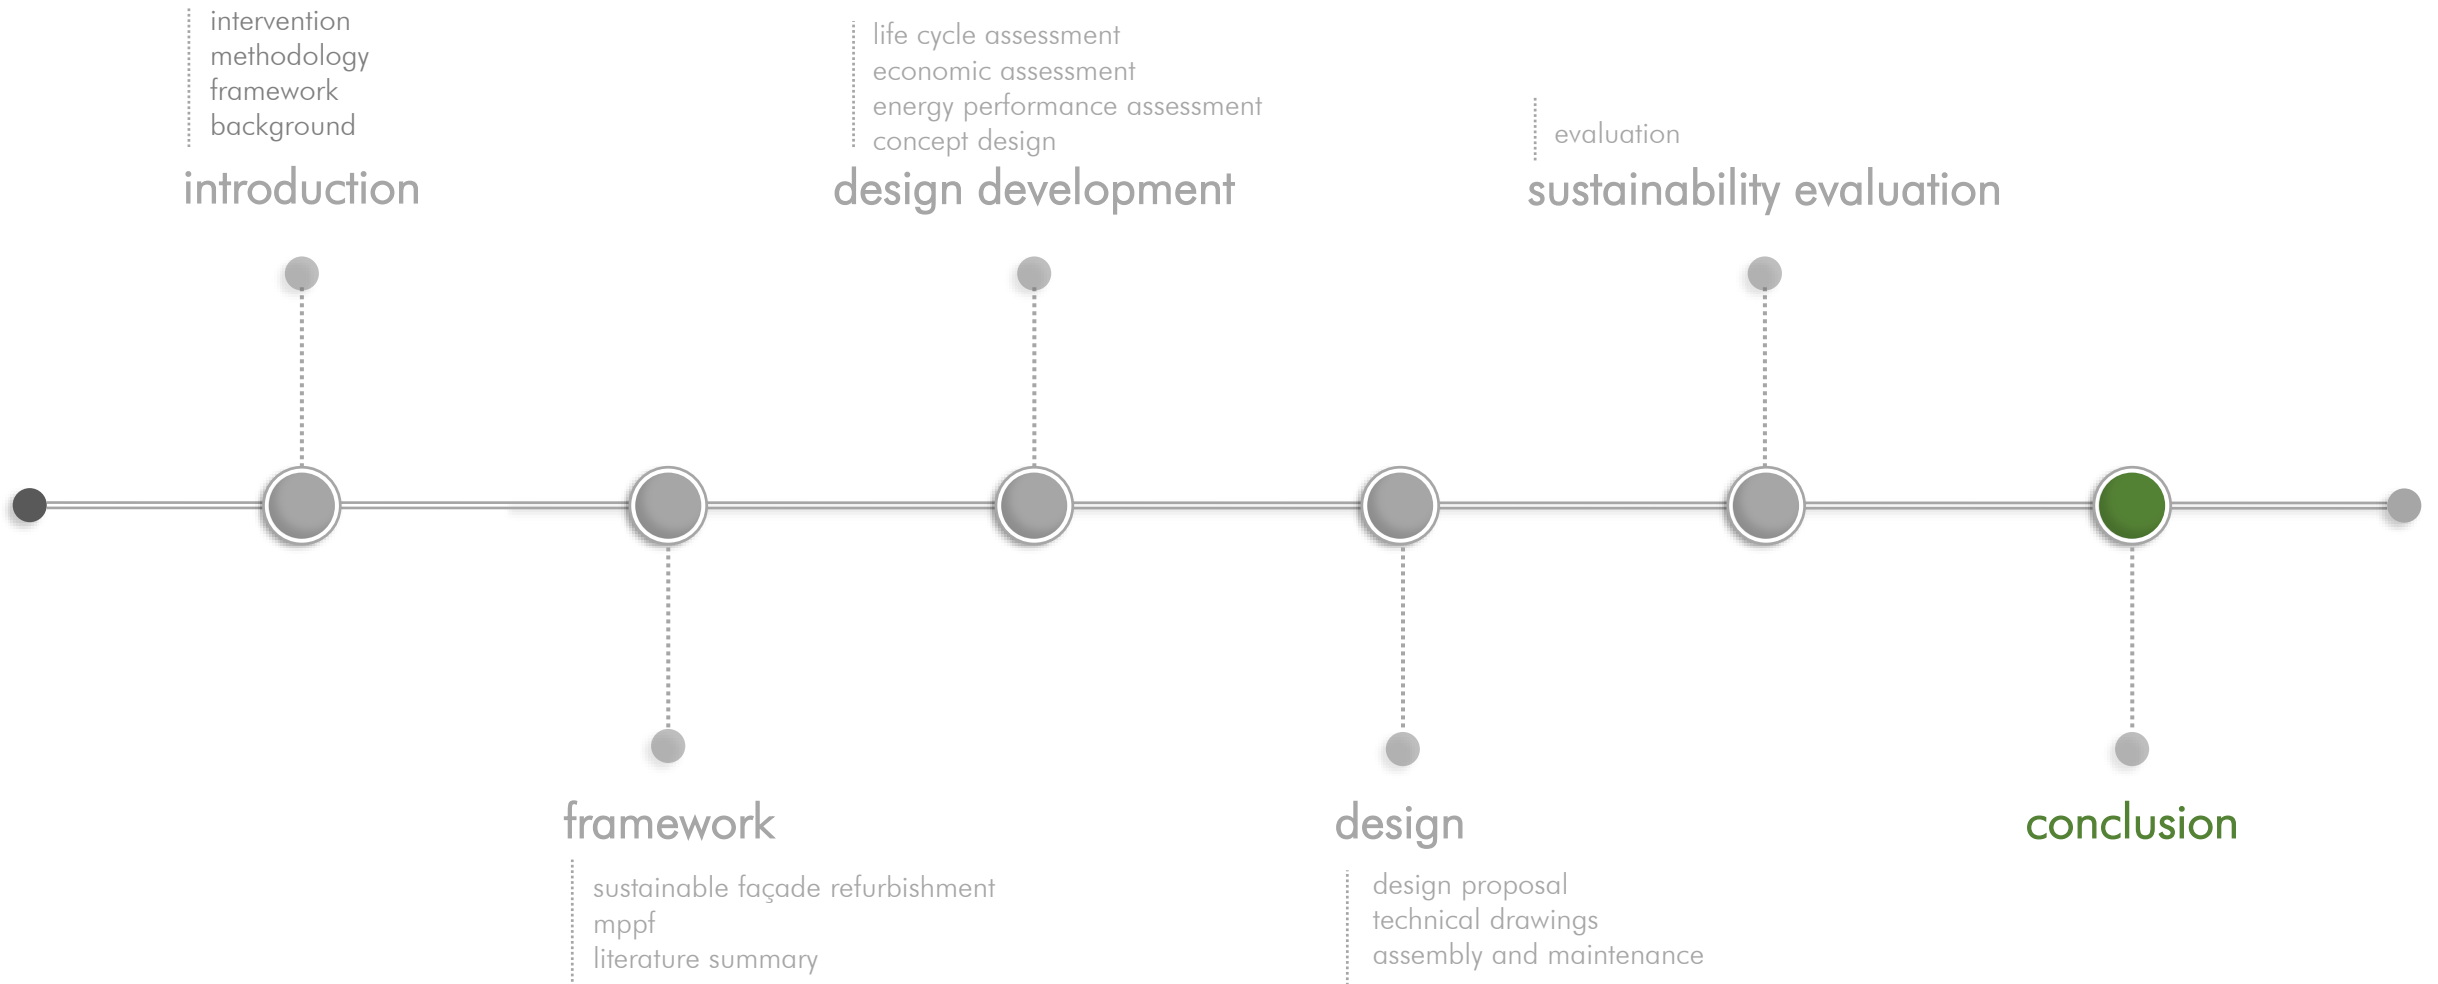 intervention
methodology
framework
background
introduction
life cycle assessment
economic assessment
energy performance assessment
concept design
design development
evaluation
sustainability evaluation
framework
sustainable façade refurbishment
mppf
literature summary
design
design proposal
technical drawings
assembly and maintenance
conclusion